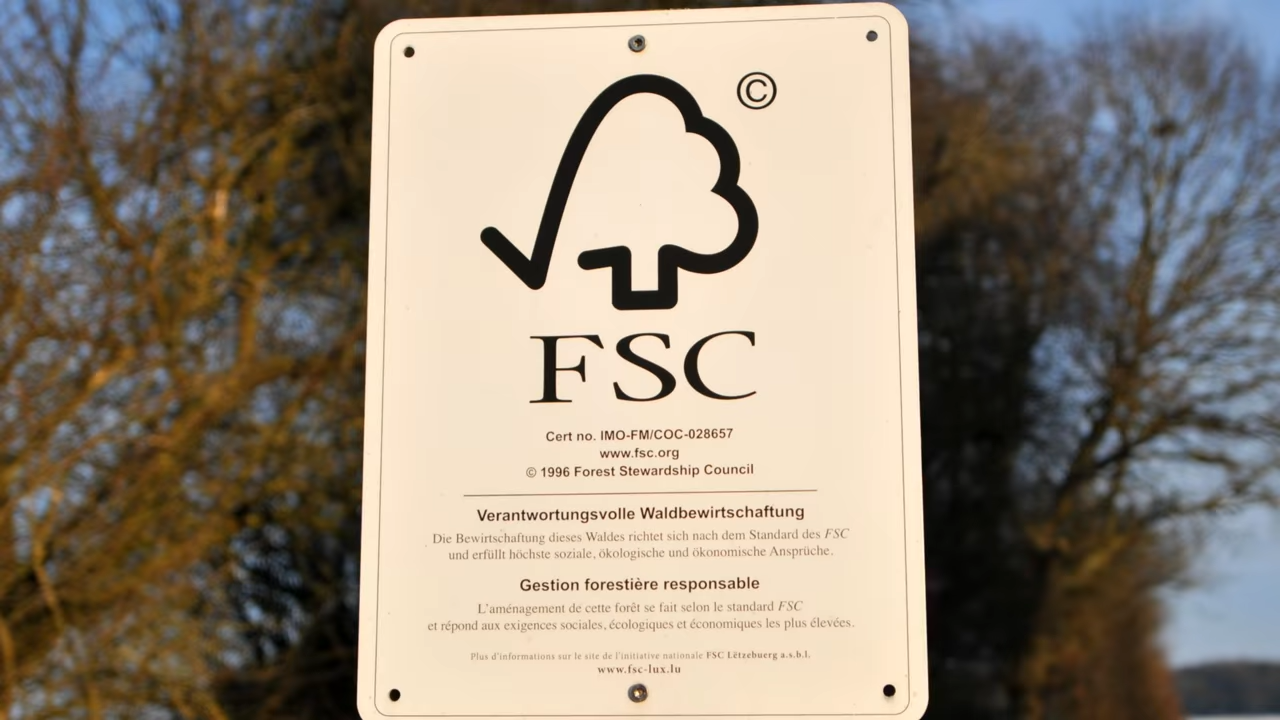 ©
FSC
Cert no. IMO-FM/COC-028657
www.fsc.org
© 1996 Forest Stewardship Council
Verantwortungsvolle Waldbewirtschaftung
Die Bewirtschaftung dieses Waldes richtet sich nach dem Standard des FSC
und erfüllt höchste soziale, ökologische und ökonomische Ansprüche.
Gestion forestière responsable
L'aménagement de cette forêt se fait selon le standard FSC
et répond aux exigences sociales, écologiques et économiques les plus élevées.
Plus d'informations sur le site de l'initiative nationale FSC Lëtzebuerg a.s.b.l.
www.fsc-lux.lu